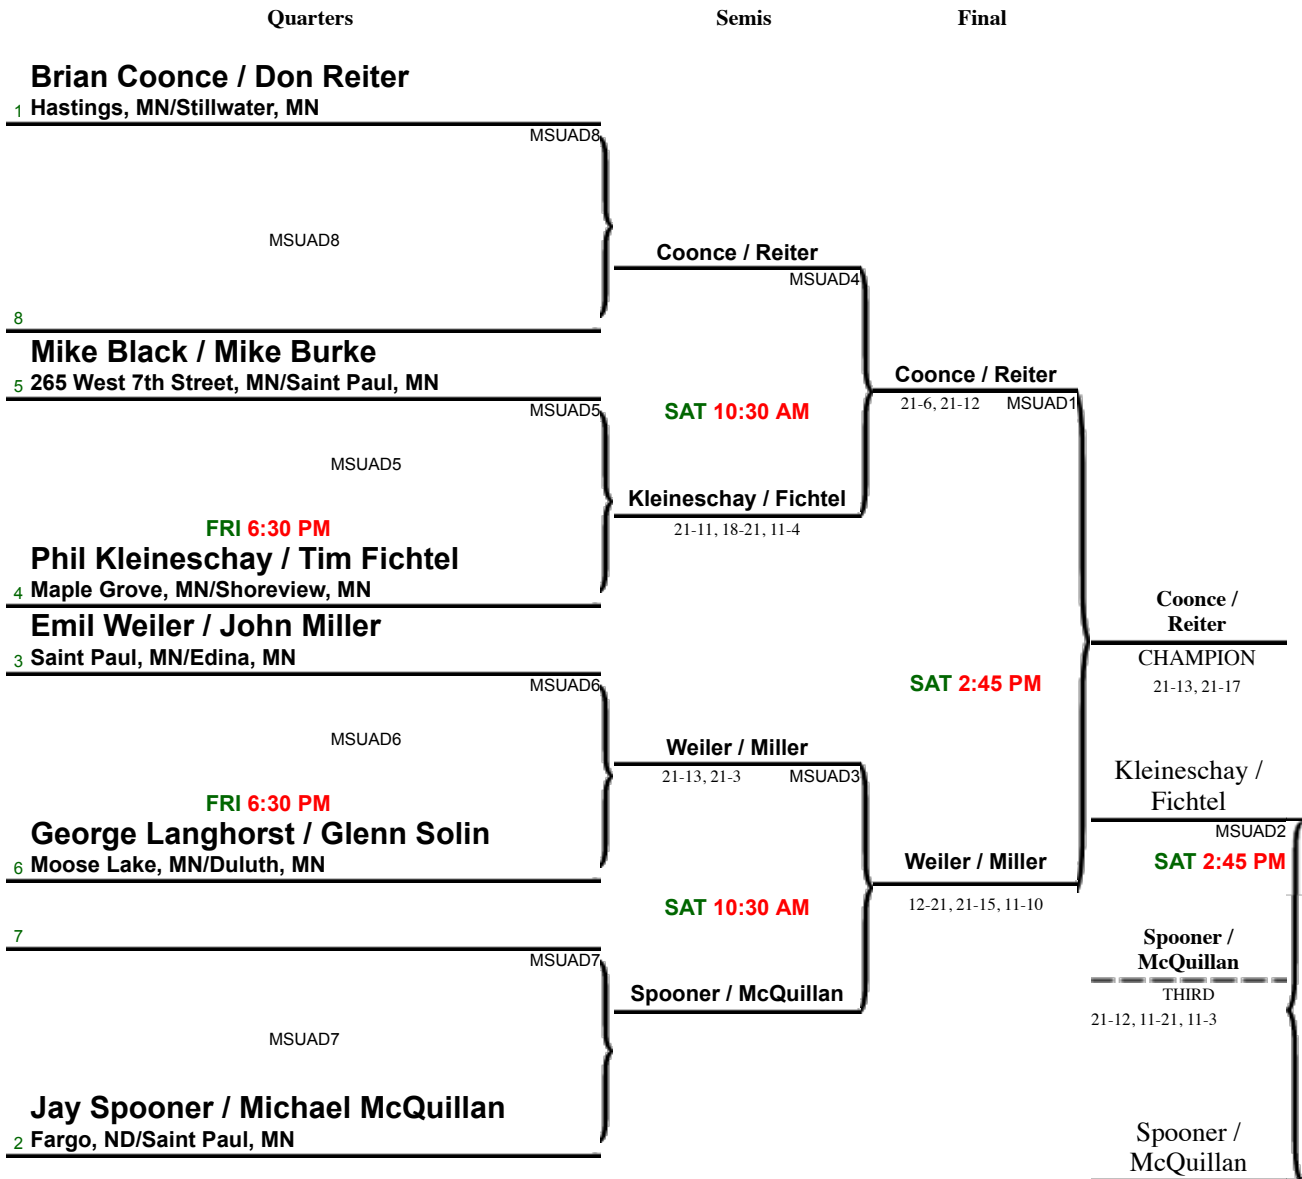 Quarters
Semis
Final
Brian Coonce / Don Reiter
1 Hastings, MN/Stillwater, MN
MSUAD8
MSUAD8
8
Mike Black / Mike Burke
5 265 West 7th Street, MN/Saint Paul, MN
MSUAD5
MSUAD5
FRI 6:30 PM
Phil Kleineschay / Tim Fichtel
4 Maple Grove, MN/Shoreview, MN
Emil Weiler / John Miller
3 Saint Paul, MN/Edina, MN
MSUAD6
MSUAD6
FRI 6:30 PM
George Langhorst / Glenn Solin
6 Moose Lake, MN/Duluth, MN
7
MSUAD7
MSUAD7
Jay Spooner / Michael McQuillan
2 Fargo, ND/Saint Paul, MN
Coonce / Reiter
MSUAD4
SAT 10:30 AM
Kleineschay / Fichtel
21-11, 18-21, 11-4
Weiler / Miller
21-13, 21-3 MSUAD3
SAT 10:30 AM
Spooner / McQuillan
Coonce / Reiter
21-6, 21-12 MSUAD1
SAT 2:45 PM
Weiler / Miller
12-21, 21-15, 11-10
Coonce /
Reiter
CHAMPION
21-13, 21-17
Kleineschay /
Fichtel
MSUAD2
SAT 2:45 PM
Spooner /
McQuillan
THIRD
21-12, 11-21, 11-3
Spooner /
McQuillan